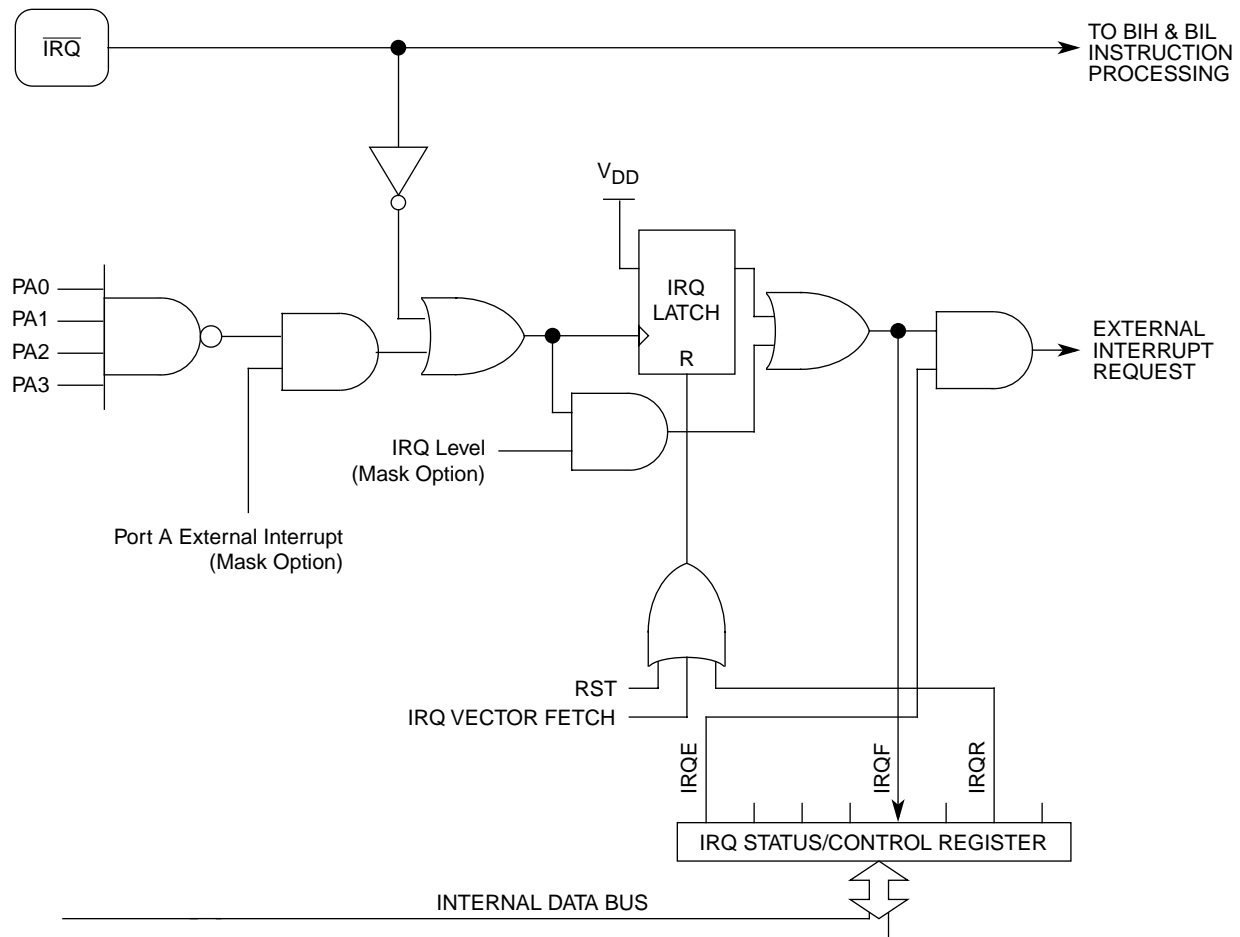 IRQ
TO BIH & BIL
INSTRUCTION
PROCESSING
VDD
PA0
PA1
PA2
PA3
IRQ
LATCH
R
EXTERNAL
INTERRUPT
REQUEST
IRQ Level
(Mask Option)
Port A External Interrupt
(Mask Option)
RST
IRQ VECTOR FETCH
IRQE
IRQF
IRQR
IRQ STATUS/CONTROL REGISTER
INTERNAL DATA BUS